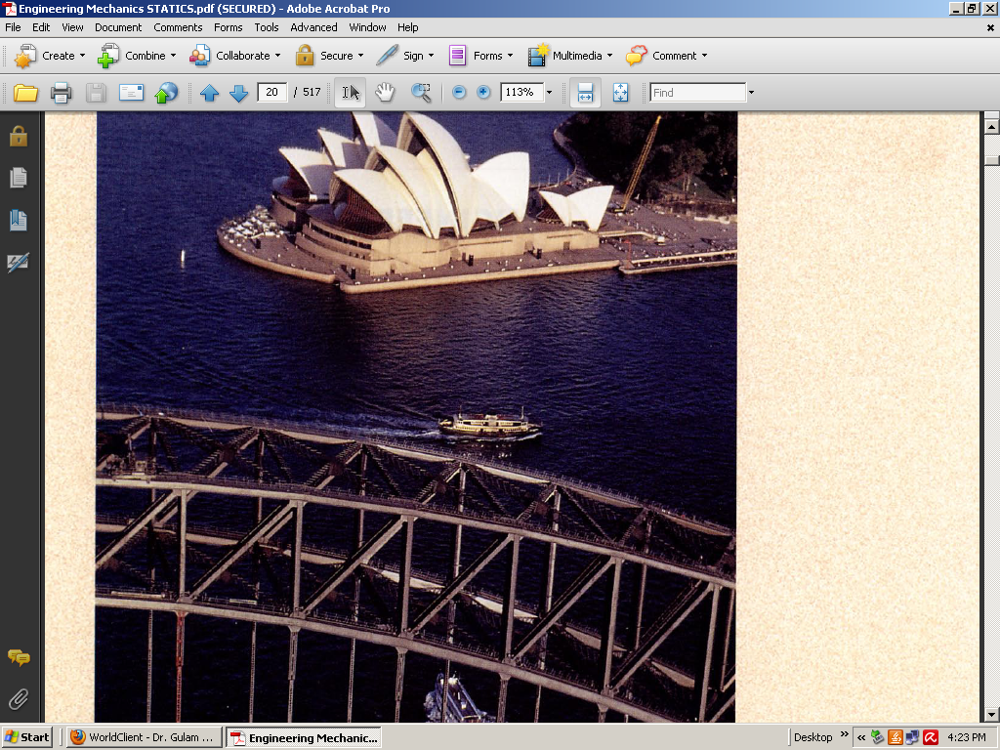 Engineering Mechanics STATICS.pdf (SECURED) - Adobe Acrobat Pro
File Edit View Document Comments Forms Tools Advanced Window Help
Create Combine Collaborate Secure Sign Forms Multimedia Comment
20 / 517 113% Find
Start WorldClient - Dr. Gulam ... Engineering Mechanic... Desktop » « 4:23 PM